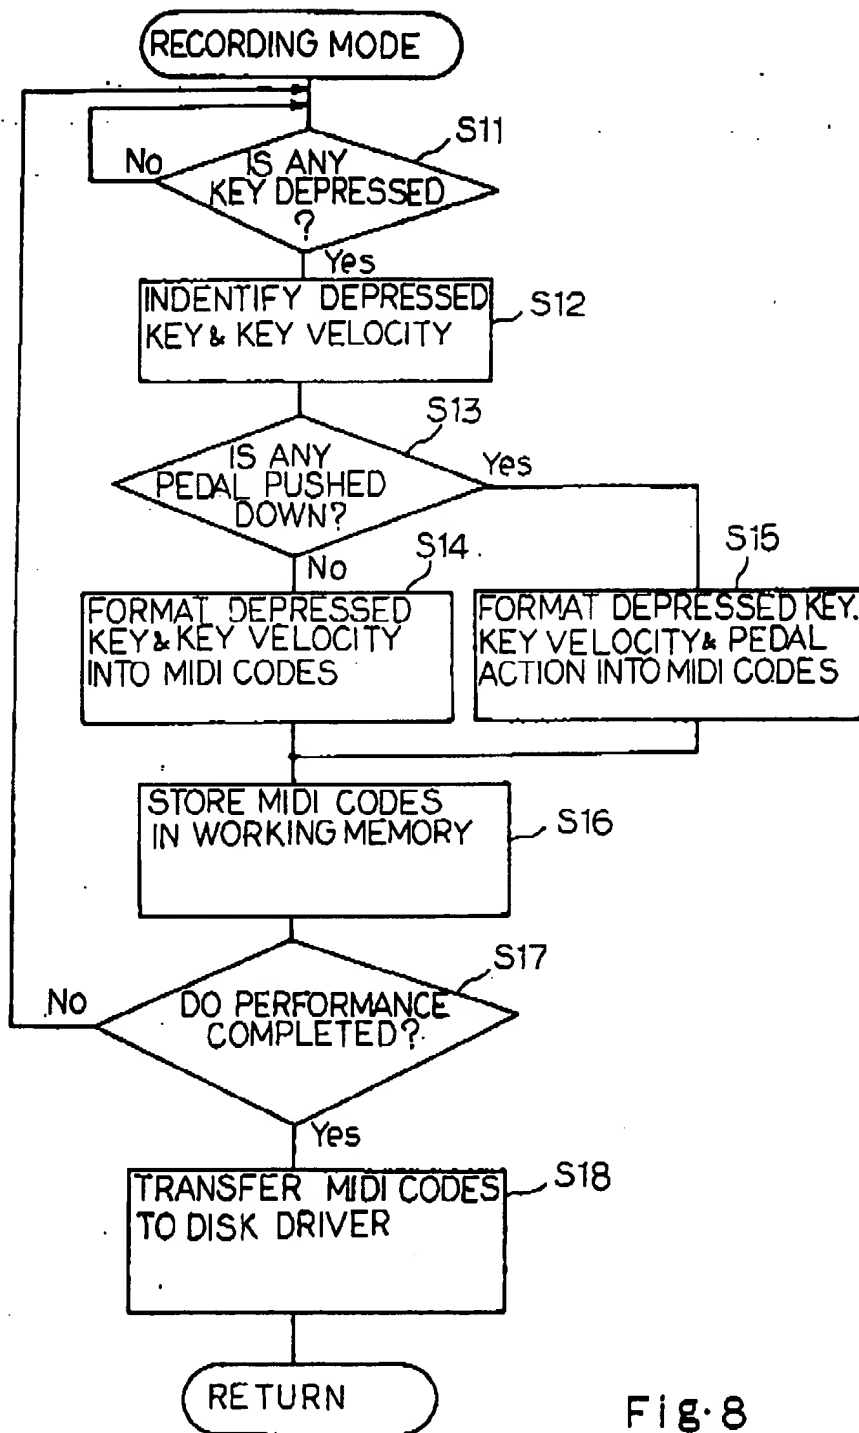 RECORDING MODE
S11
No
IS ANY
KEY DEPRESSED
?
Yes
INDENTIFY DEPRESSED
KEY & KEY VELOCITY
S12
S13
IS ANY
PEDAL PUSHED
DOWN?
Yes
No
S14
S15
FORMAT DEPRESSED
KEY & KEY VELOCITY
INTO MIDI CODES
FORMAT DEPRESSED KEY.
KEY VELOCITY & PEDAL
ACTION INTO MIDI CODES
STORE MIDI CODES
IN WORKING MEMORY
S16
S17
No
DO PERFORMANCE
COMPLETED?
Yes
TRANSFER MIDI CODES
TO DISK DRIVER
S18
RETURN
Fig. 8